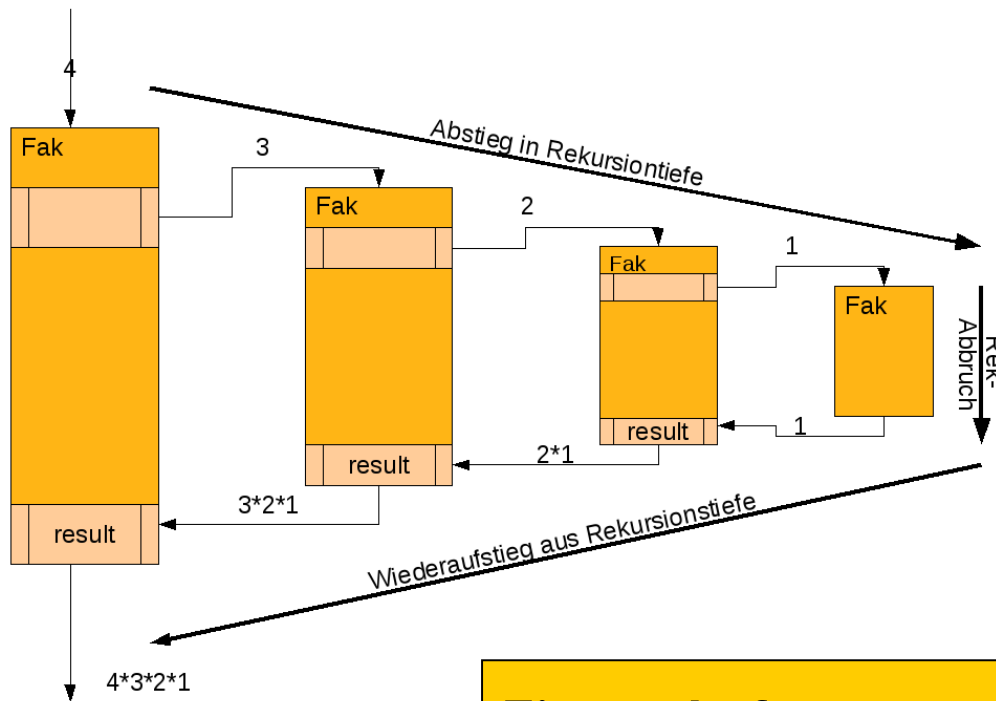 4
Abstieg in Rekursiontiefe
Fak
3
Fak
2
Fak
1
Fak
Rek-
Abbruch
1
result
2*1
result
3*2*1
result
Wiederaufstieg aus Rekursionstiefe
4*3*2*1